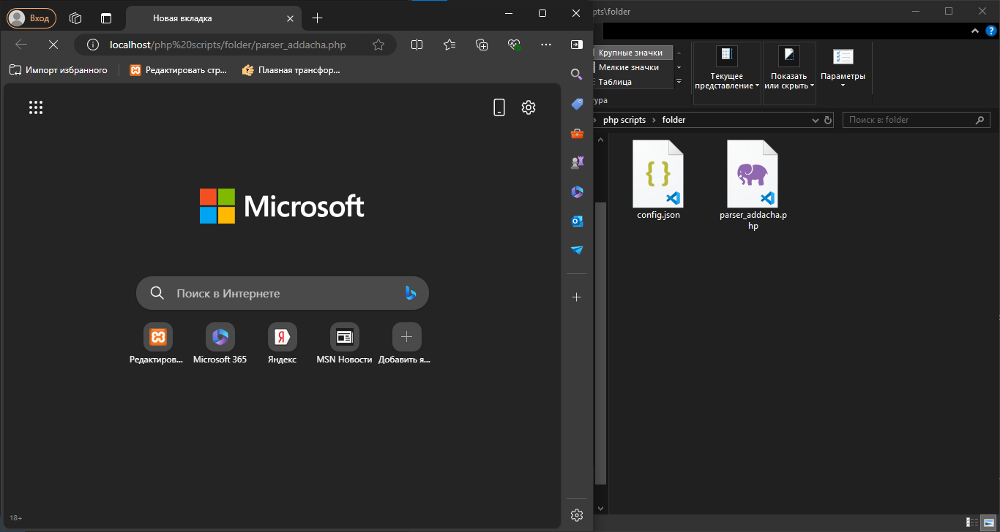 Вход
Новая вкладка
localhost/php%20scripts/folder/parser_addacha.php
Импорт избранного
Редактировать стр...
Плавная трансфор...
Microsoft
Поиск в Интернете
Редактиров...
Microsoft 365
Яндекс
MSN Новости
Добавить я...
18+
pts\folder
Крупные значки
Мелкие значки
Таблица
Текущее
представление
Показать
или скрыть
Параметры
тура
php scripts
folder
Поиск в: folder
config.json
parser_addacha.p
hp